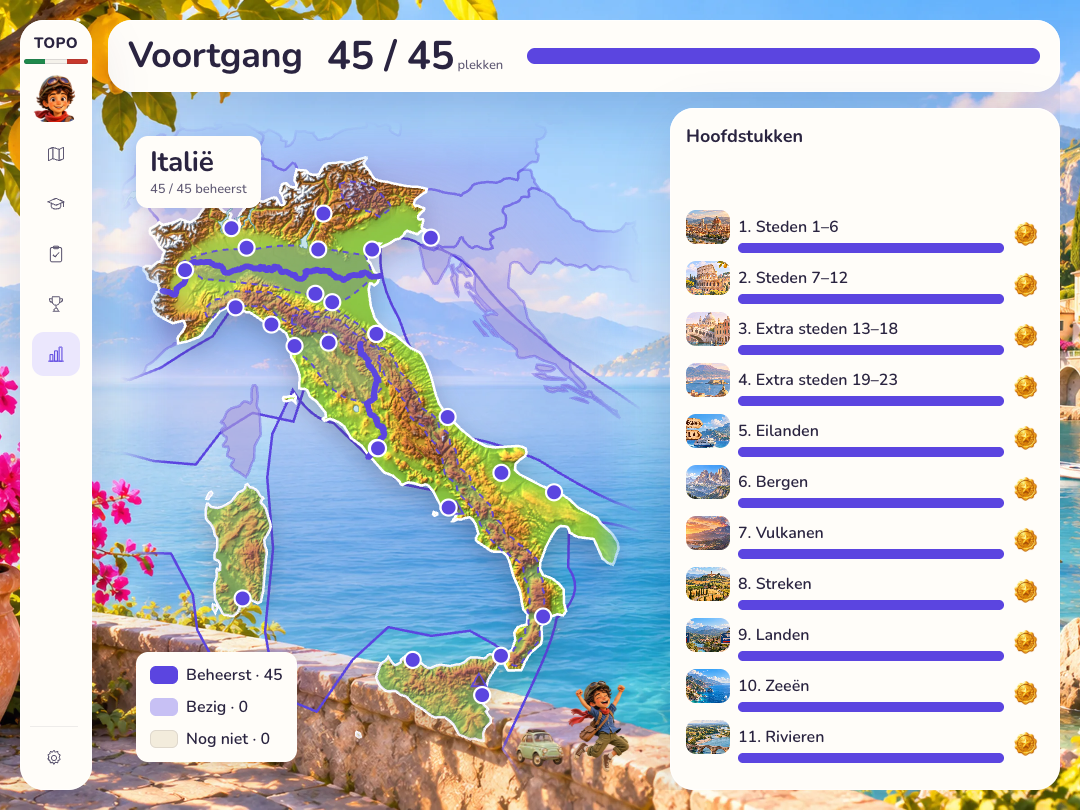 TOPO
Voortgang 45 / 45 plekken
Italië
45 / 45 beheerst
Beheerst · 45
Bezig · 0
Nog niet · 0
Hoofdstukken
1. Steden 1–6
2. Steden 7–12
3. Extra steden 13–18
4. Extra steden 19–23
5. Eilanden
6. Bergen
7. Vulkanen
8. Streken
9. Landen
10. Zeeën
11. Rivieren